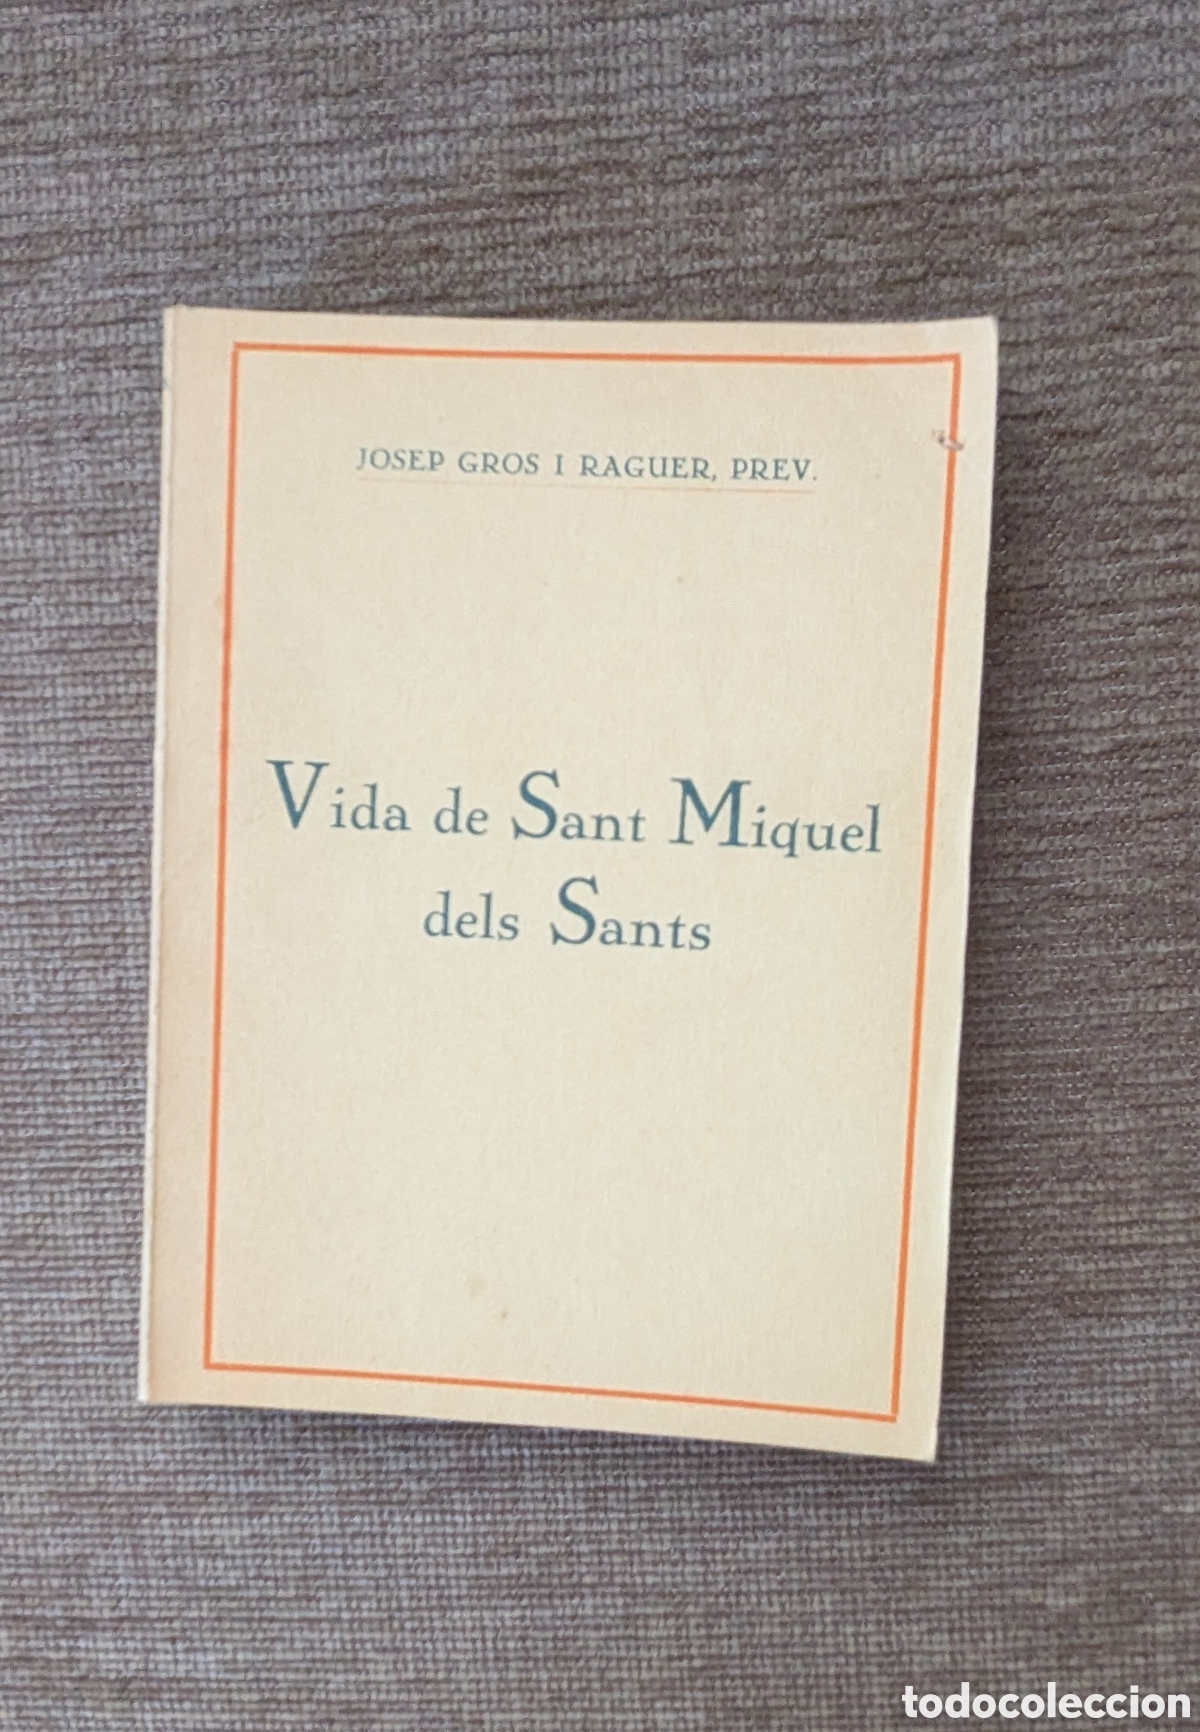 JOSEP GROS I RAGUER, PREV.
Vida de Sant Miquel
dels Sants
todocoleccion